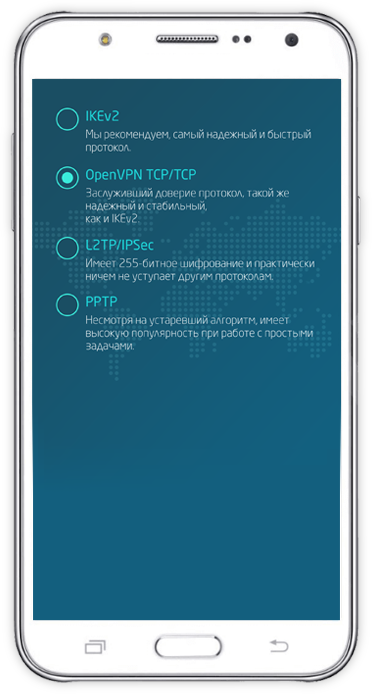 IKEv2
Мы рекомендуем, самый надежный и быстрый
протокол.
OpenVPN TCP/TCP
Заслуживший доверие протокол, такой же
надежный и стабильный,
как и IKEv2.
L2TP/IPSec
Имеет 255-битное шифрование и практически
ничем не уступает другим протоколам.
PPTP
Несмотря на устаревший алгоритм, имеет
высокую популярность при работе с простыми
задачами.